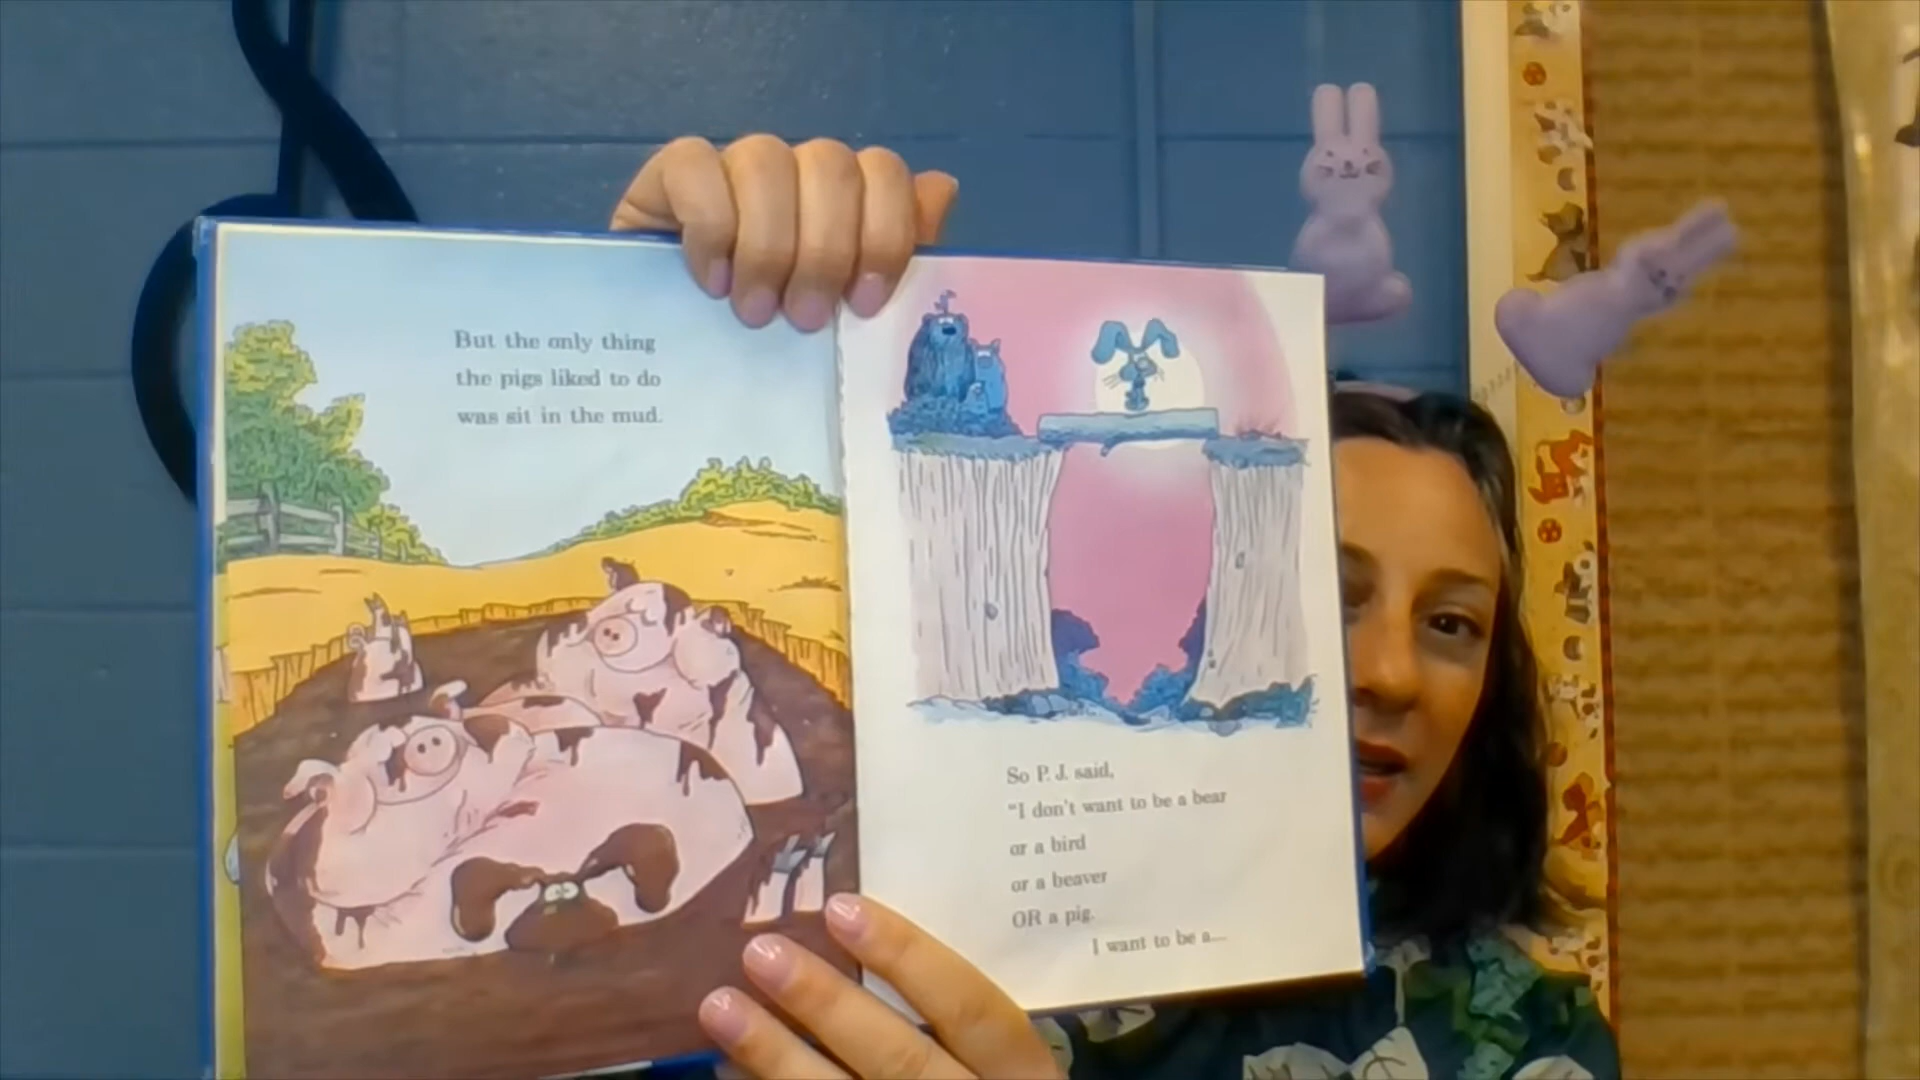 But the only thing
the pigs liked to do
was sit in the mud.
So P. J. said,
"I don't want to be a bear
or a bird
or a beaver
OR a pig.
I want to be a...